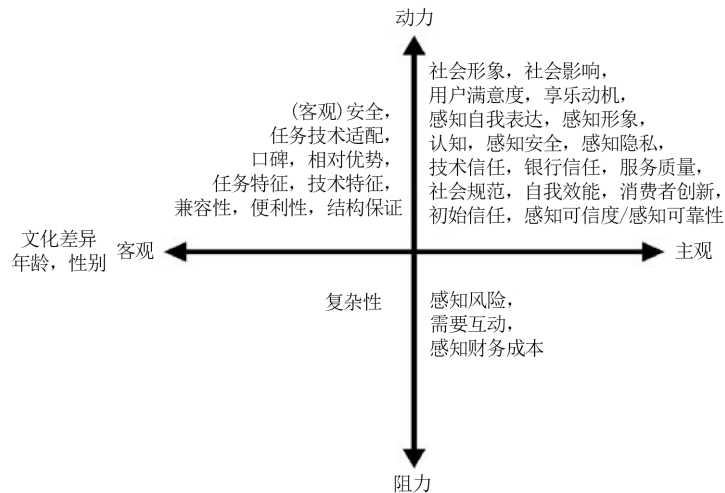 动力
(客观)安全，
任务技术适配，
口碑，相对优势，
任务特征，技术特征，
兼容性，便利性，结构保证
社会形象，社会影响，
用户满意度，享乐动机，
感知自我表达，感知形象，
认知，感知安全，感知隐私，
技术信任，银行信任，服务质量，
社会规范，自我效能，消费者创新，
初始信任，感知可信度/感知可靠性
文化差异
年龄，性别
客观
主观
复杂性
感知风险，
需要互动，
感知财务成本
阻力